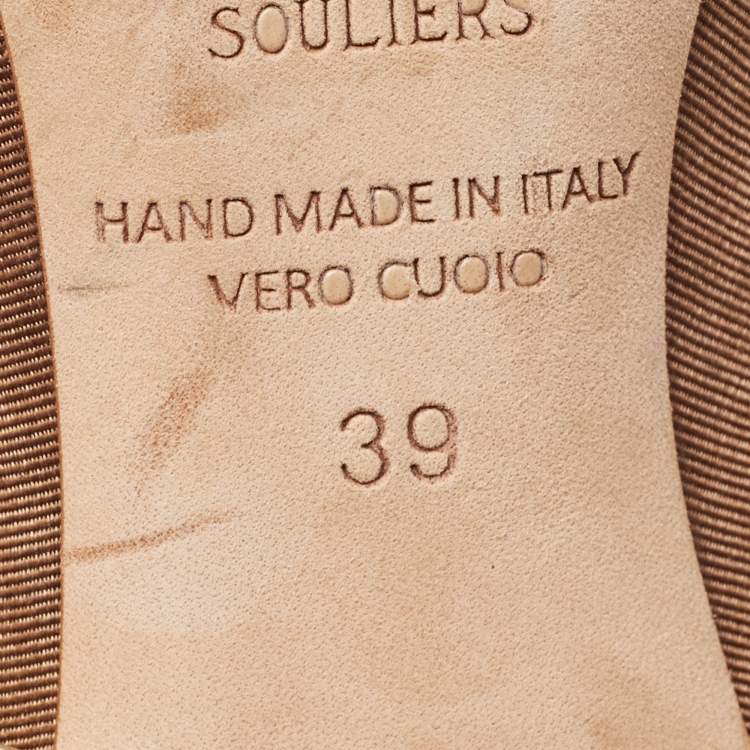 SOULIERS
HAND MADE IN ITALY
VERO CUOIO
39